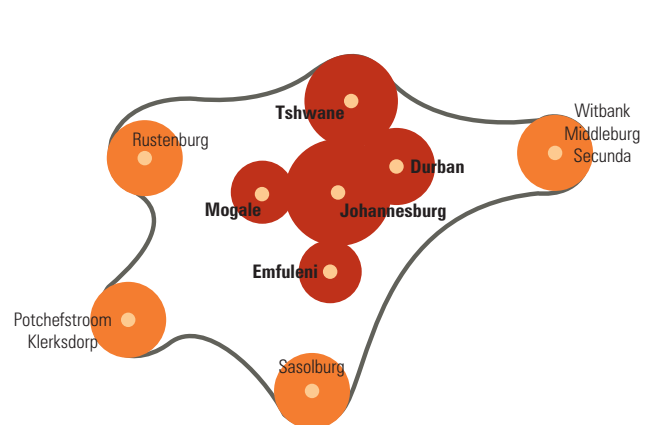 Tshwane
Witbank
Middleburg
Secunda
Rustenburg
Durban
Mogale
Johannesburg
Emfuleni
Potchefstroom
Klerksdorp
Sasolburg